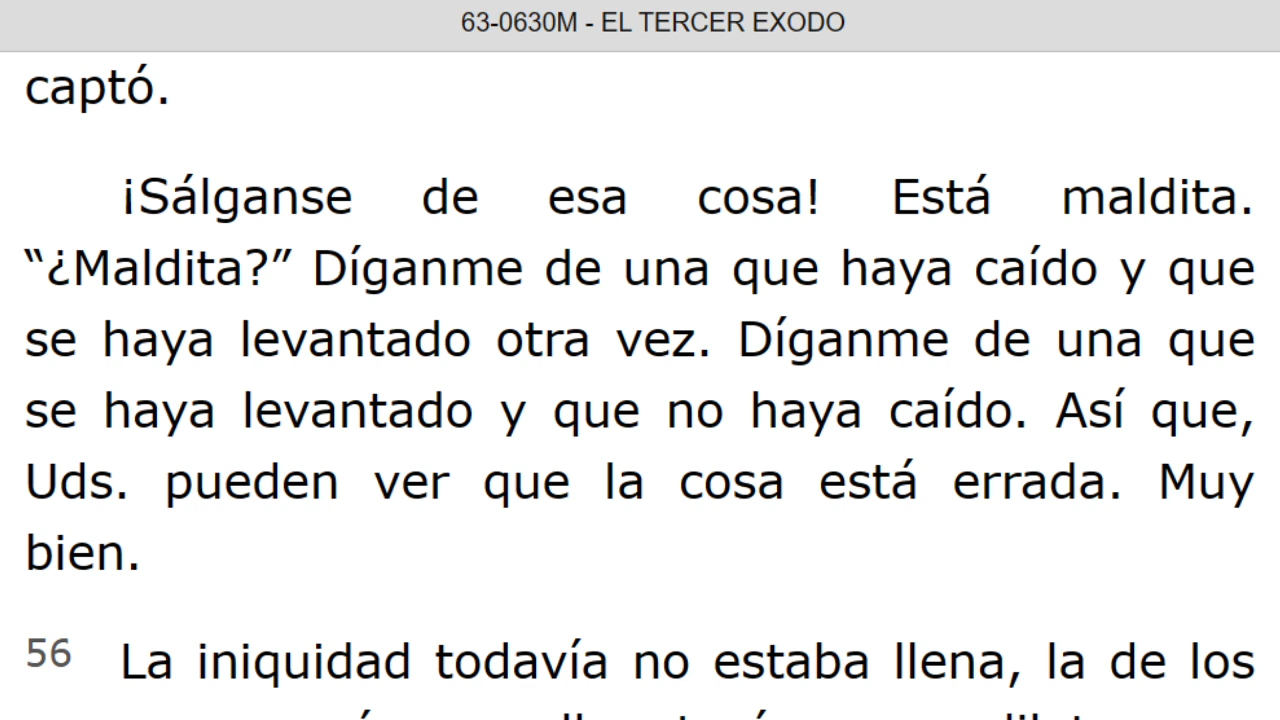 63-0630M - EL TERCER EXODO
captó.
¡Sálganse de esa cosa! Está maldita.
“¿Maldita?” Díganme de una que haya caído y que
se haya levantado otra vez. Díganme de una que
se haya levantado y que no haya caído. Así que,
Uds. pueden ver que la cosa está errada. Muy
bien.
56 La iniquidad todavía no estaba llena, la de los